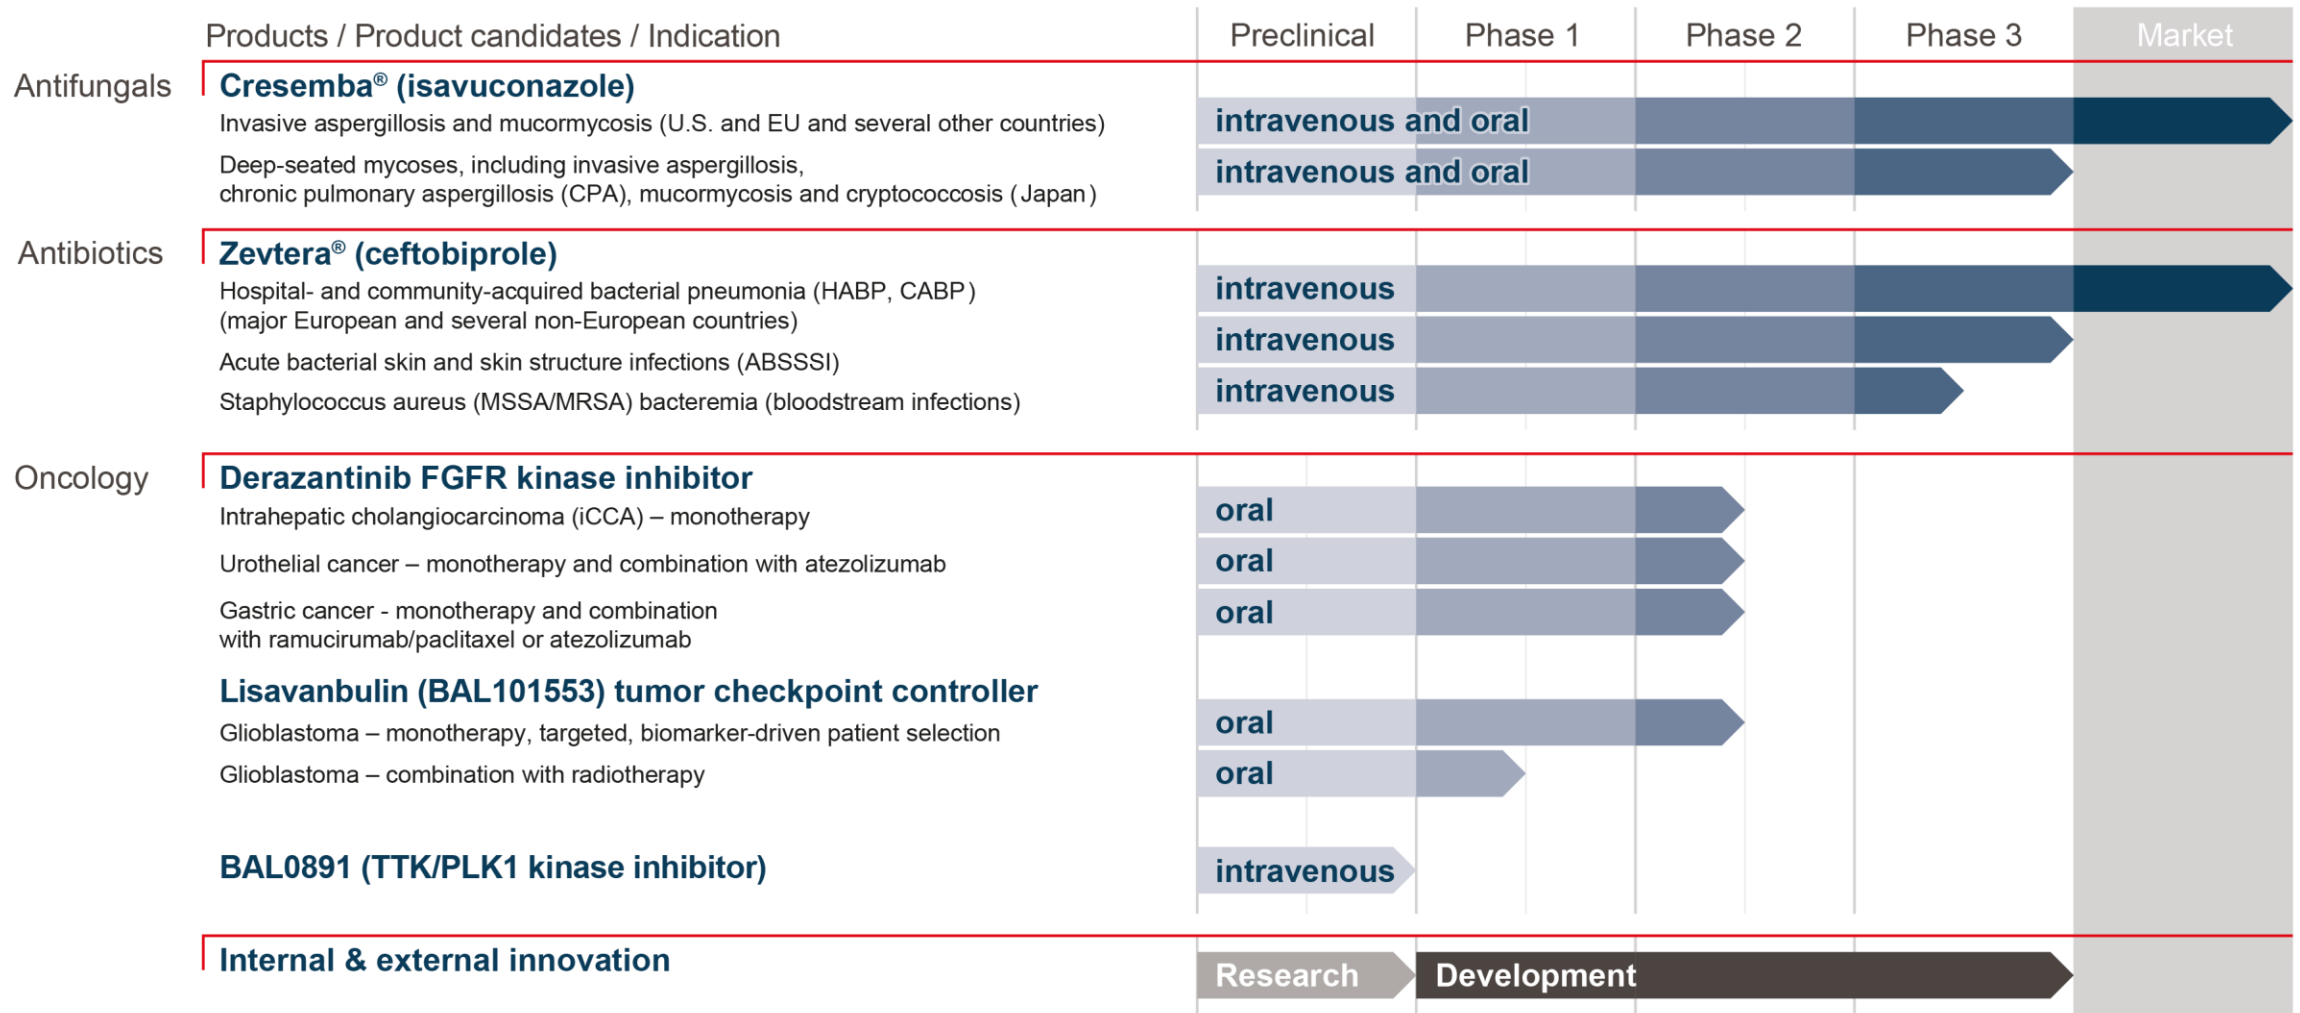 Products / Product candidates / Indication
Preclinical
Phase 1
Phase 2
Phase 3
Market
Antifungals
Cresemba® (isavuconazole)
Invasive aspergillosis and mucormycosis (U.S. and EU and several other countries)
intravenous and oral
Deep-seated mycoses, including invasive aspergillosis,
chronic pulmonary aspergillosis (CPA), mucormycosis and cryptococcosis (Japan)
intravenous and oral
Antibiotics
Zevtera® (ceftobiprole)
Hospital- and community-acquired bacterial pneumonia (HABP, CABP)
(major European and several non-European countries)
intravenous
Acute bacterial skin and skin structure infections (ABSSSI)
intravenous
Staphylococcus aureus (MSSA/MRSA) bacteremia (bloodstream infections)
intravenous
Oncology
Derazantinib FGFR kinase inhibitor
Intrahepatic cholangiocarcinoma (iCCA) – monotherapy
oral
Urothelial cancer – monotherapy and combination with atezolizumab
oral
Gastric cancer - monotherapy and combination
with ramucirumab/paclitaxel or atezolizumab
oral
Lisavanbulin (BAL101553) tumor checkpoint controller
Glioblastoma – monotherapy, targeted, biomarker-driven patient selection
oral
Glioblastoma – combination with radiotherapy
oral
BAL0891 (TTK/PLK1 kinase inhibitor)
intravenous
Internal & external innovation
Research
Development